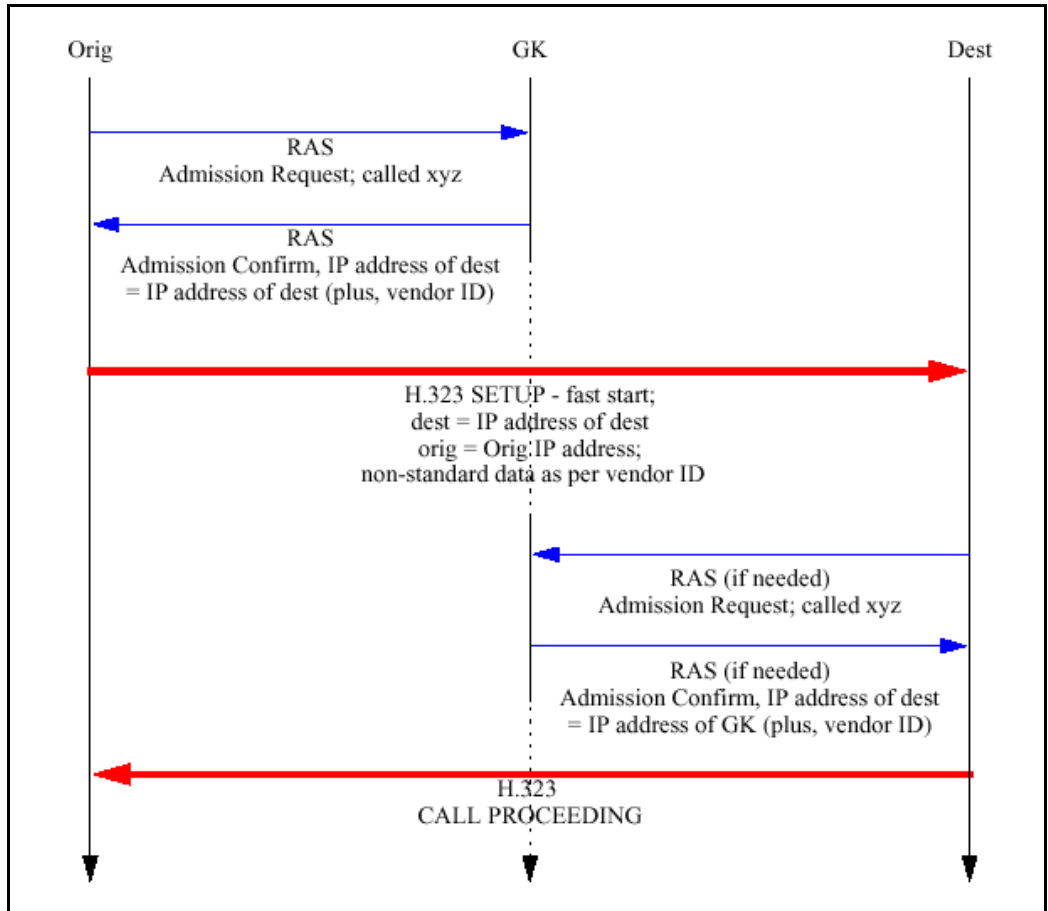 Orig
GK
Dest
RAS
Admission Request; called xyz
RAS
Admission Confirm, IP address of dest
= IP address of dest (plus, vendor ID)
H.323 SETUP - fast start;
dest = IP address of dest
orig = Orig IP address;
non-standard data as per vendor ID
RAS (if needed)
Admission Request; called xyz
RAS (if needed)
Admission Confirm, IP address of dest
= IP address of GK (plus, vendor ID)
H.323
CALL PROCEEDING